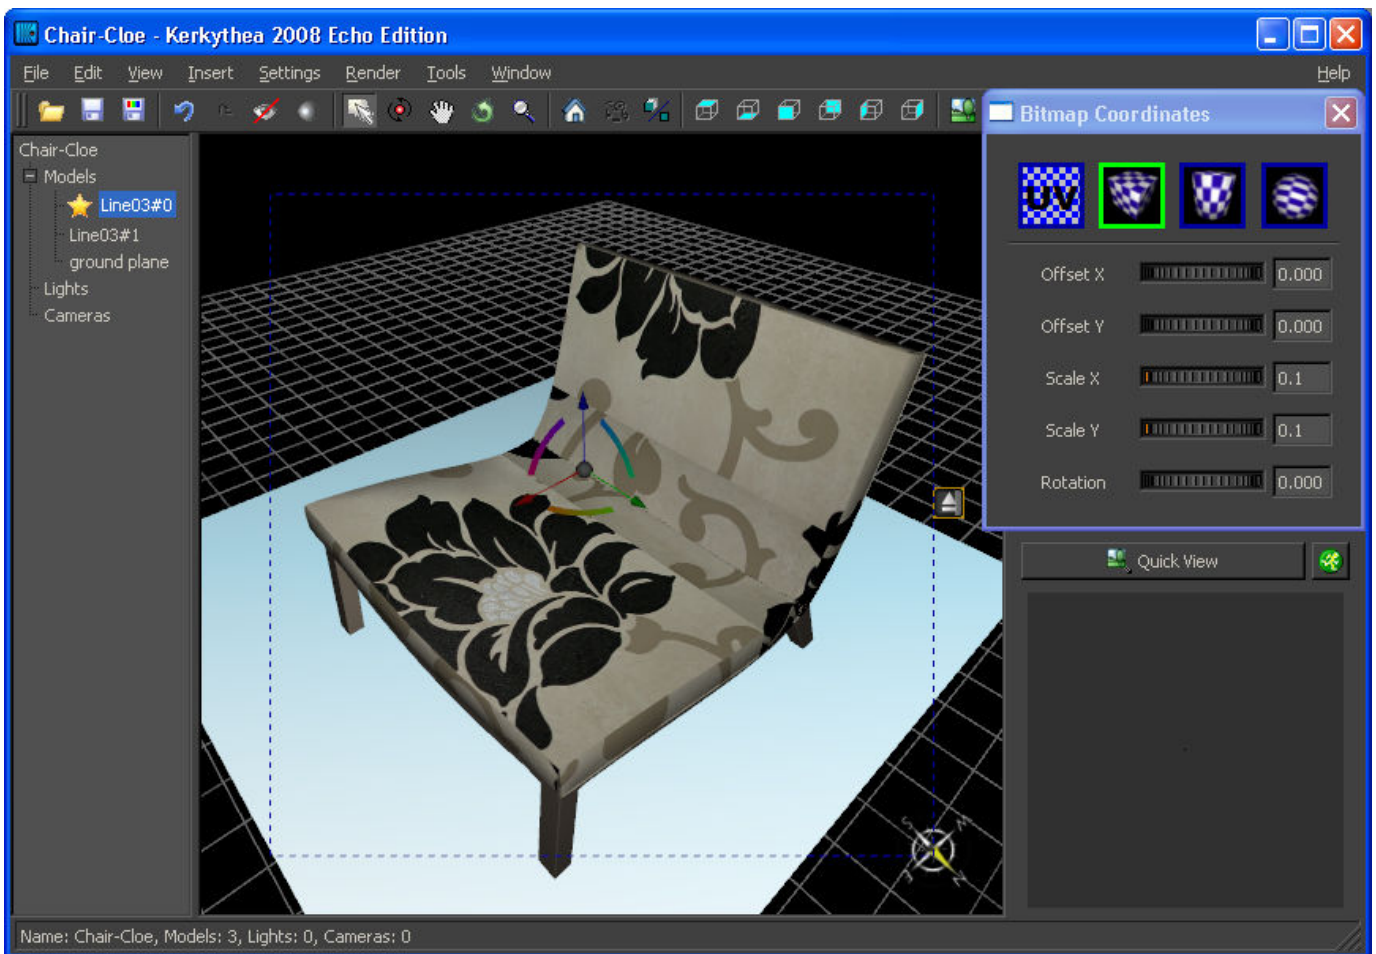 Chair-Cloe - Kerkythea 2008 Echo Edition
File Edit View Insert Settings Render Tools Window Help
Bitmap Coordinates
Chair-Cloe
Models
Line03#0
Line03#1
ground plane
Lights
Cameras
UV
Offset X 0.000
Offset Y 0.000
Scale X 0.1
Scale Y 0.1
Rotation 0.000
Quick View
S M
J N
Name: Chair-Cloe, Models: 3, Lights: 0, Cameras: 0